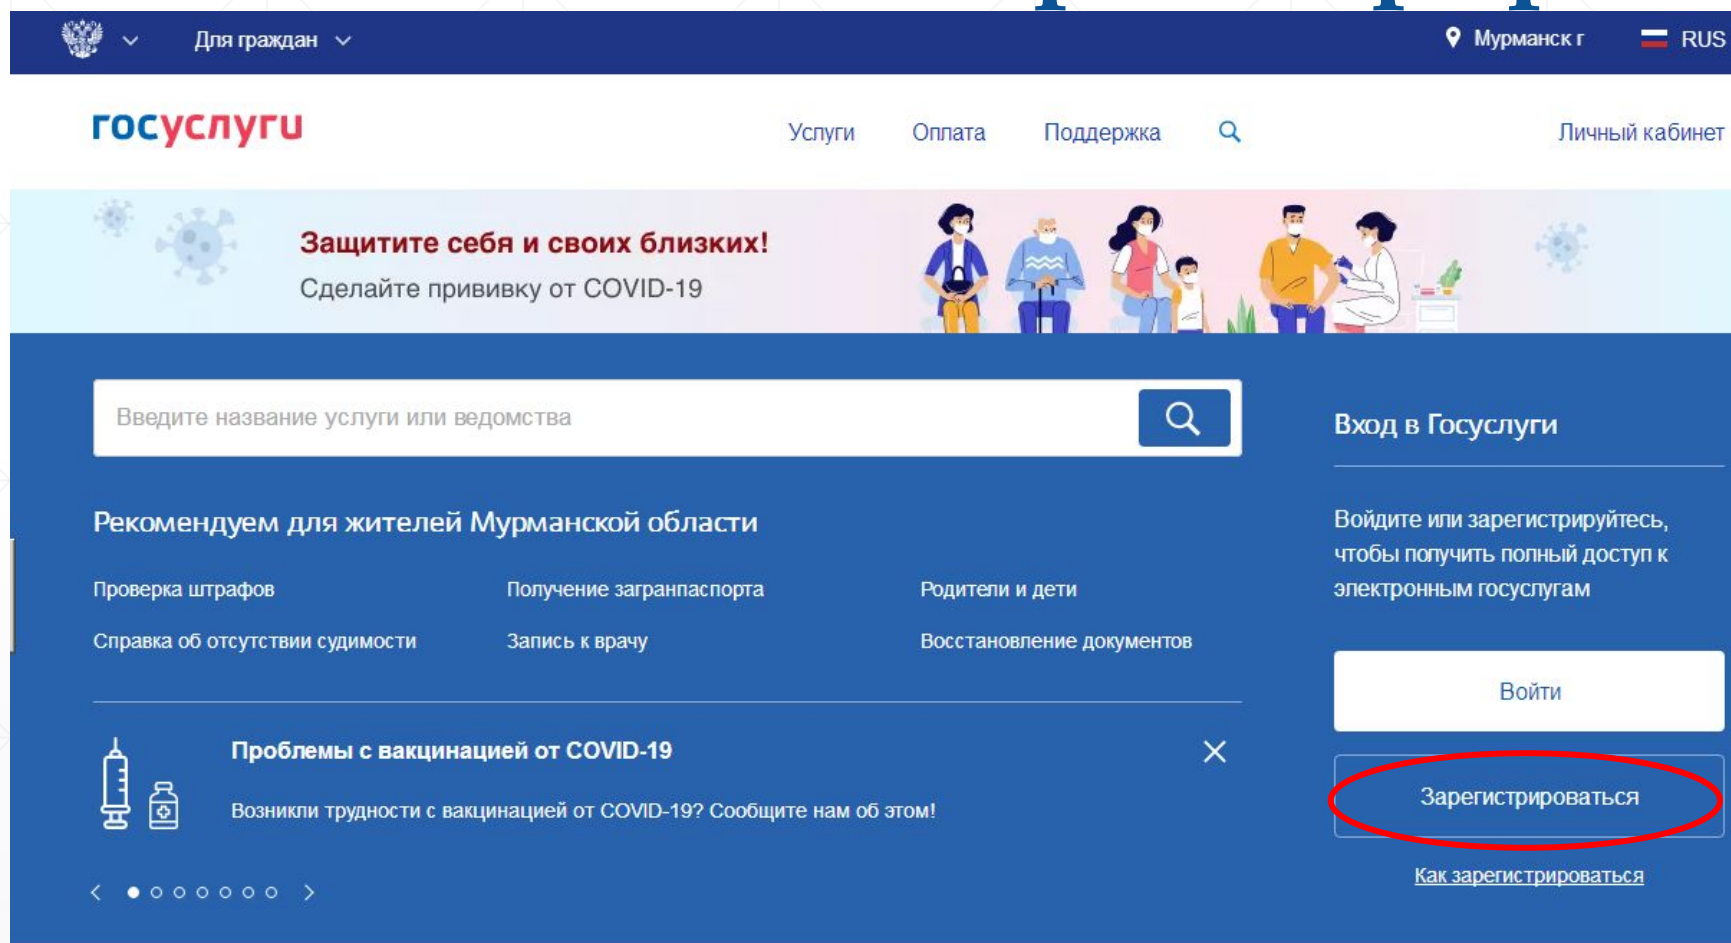 Для граждан
Мурманск г
RUS
госуслуги
Услуги
Оплата
Поддержка
Личный кабинет
Защитите себя и своих близких!
Сделайте прививку от COVID-19
Введите название услуги или ведомства
Вход в Госуслуги
Рекомендуем для жителей Мурманской области
Войдите или зарегистрируйтесь,
чтобы получить полный доступ к
электронным госуслугам
Проверка штрафов
Получение загранпаспорта
Родители и дети
Справка об отсутствии судимости
Запись к врачу
Восстановление документов
Войти
Проблемы с вакцинацией от COVID-19
Возникли трудности с вакцинацией от COVID-19? Сообщите нам об этом!
Зарегистрироваться
Как зарегистрироваться